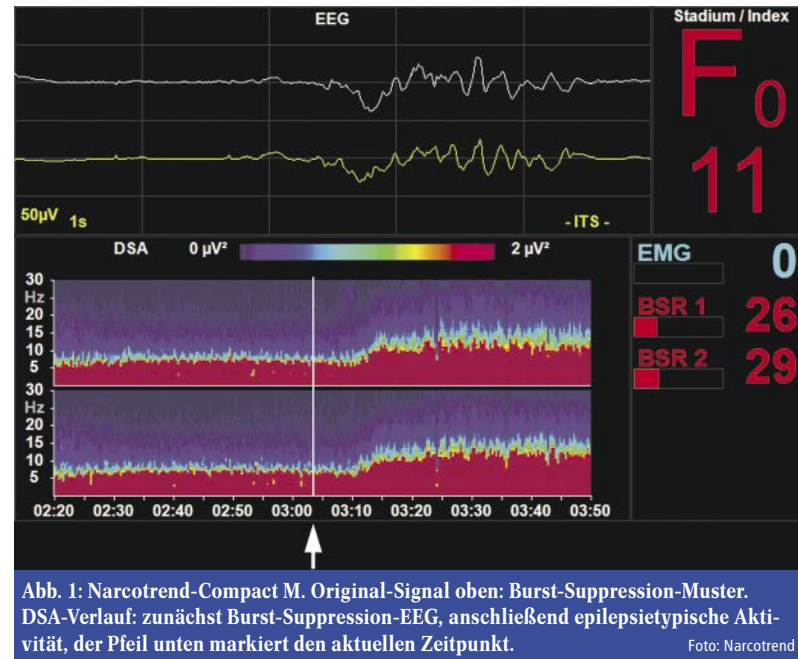 EEG
Stadium / Index
F0
11
50µV 1s
- ITS -
DSA 0 µV² 2 µV²
30
Hz
20
15
10
5
30
Hz
20
15
10
5
02:20 02:30 02:40 02:50 03:00 03:10 03:20 03:30 03:40 03:50
EMG 0
BSR 1 26
BSR 2 29
Abb. 1: Narcotrend-Compact M. Original-Signal oben: Burst-Suppression-Muster.
DSA-Verlauf: zunächst Burst-Suppression-EEG, anschließend epilepsietypische Akti-
vität, der Pfeil unten markiert den aktuellen Zeitpunkt. Foto: Narcotrend